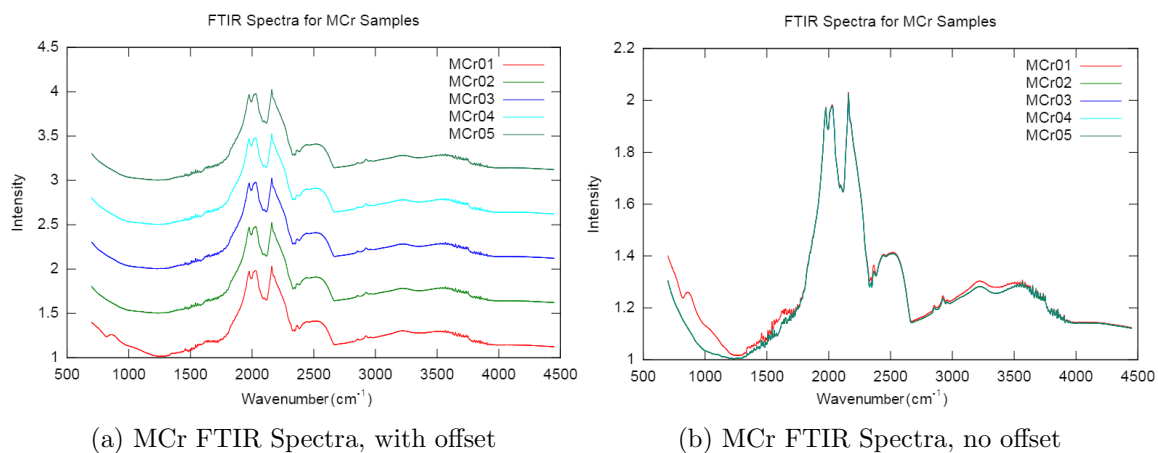 FTIR Spectra for MCr Samples
4.5
4
3.5
3
2.5
2
1.5
1
Intensity
MCr01
MCr02
MCr03
MCr04
MCr05
500 1000 1500 2000 2500 3000 3500 4000 4500
Wavenumber (cm⁻¹)
(a) MCr FTIR Spectra, with offset
FTIR Spectra for MCr Samples
2.2
2
1.8
1.6
1.4
1.2
1
Intensity
MCr01
MCr02
MCr03
MCr04
MCr05
500 1000 1500 2000 2500 3000 3500 4000 4500
Wavenumber (cm⁻¹)
(b) MCr FTIR Spectra, no offset